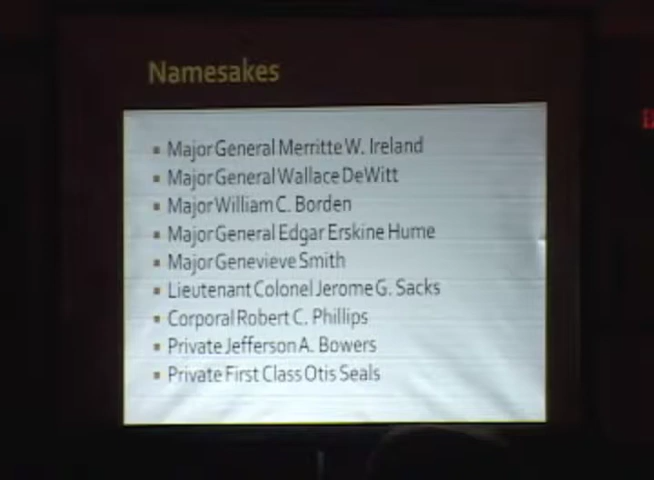 Namesakes
Major General Merritte W. Ireland
Major General Wallace DeWitt
Major William C. Borden
Major General Edgar Erskine Hume
Major Genevieve Smith
Lieutenant Colonel Jerome G. Sacks
Corporal Robert C. Phillips
Private Jefferson A. Bowers
Private First Class Otis Seals